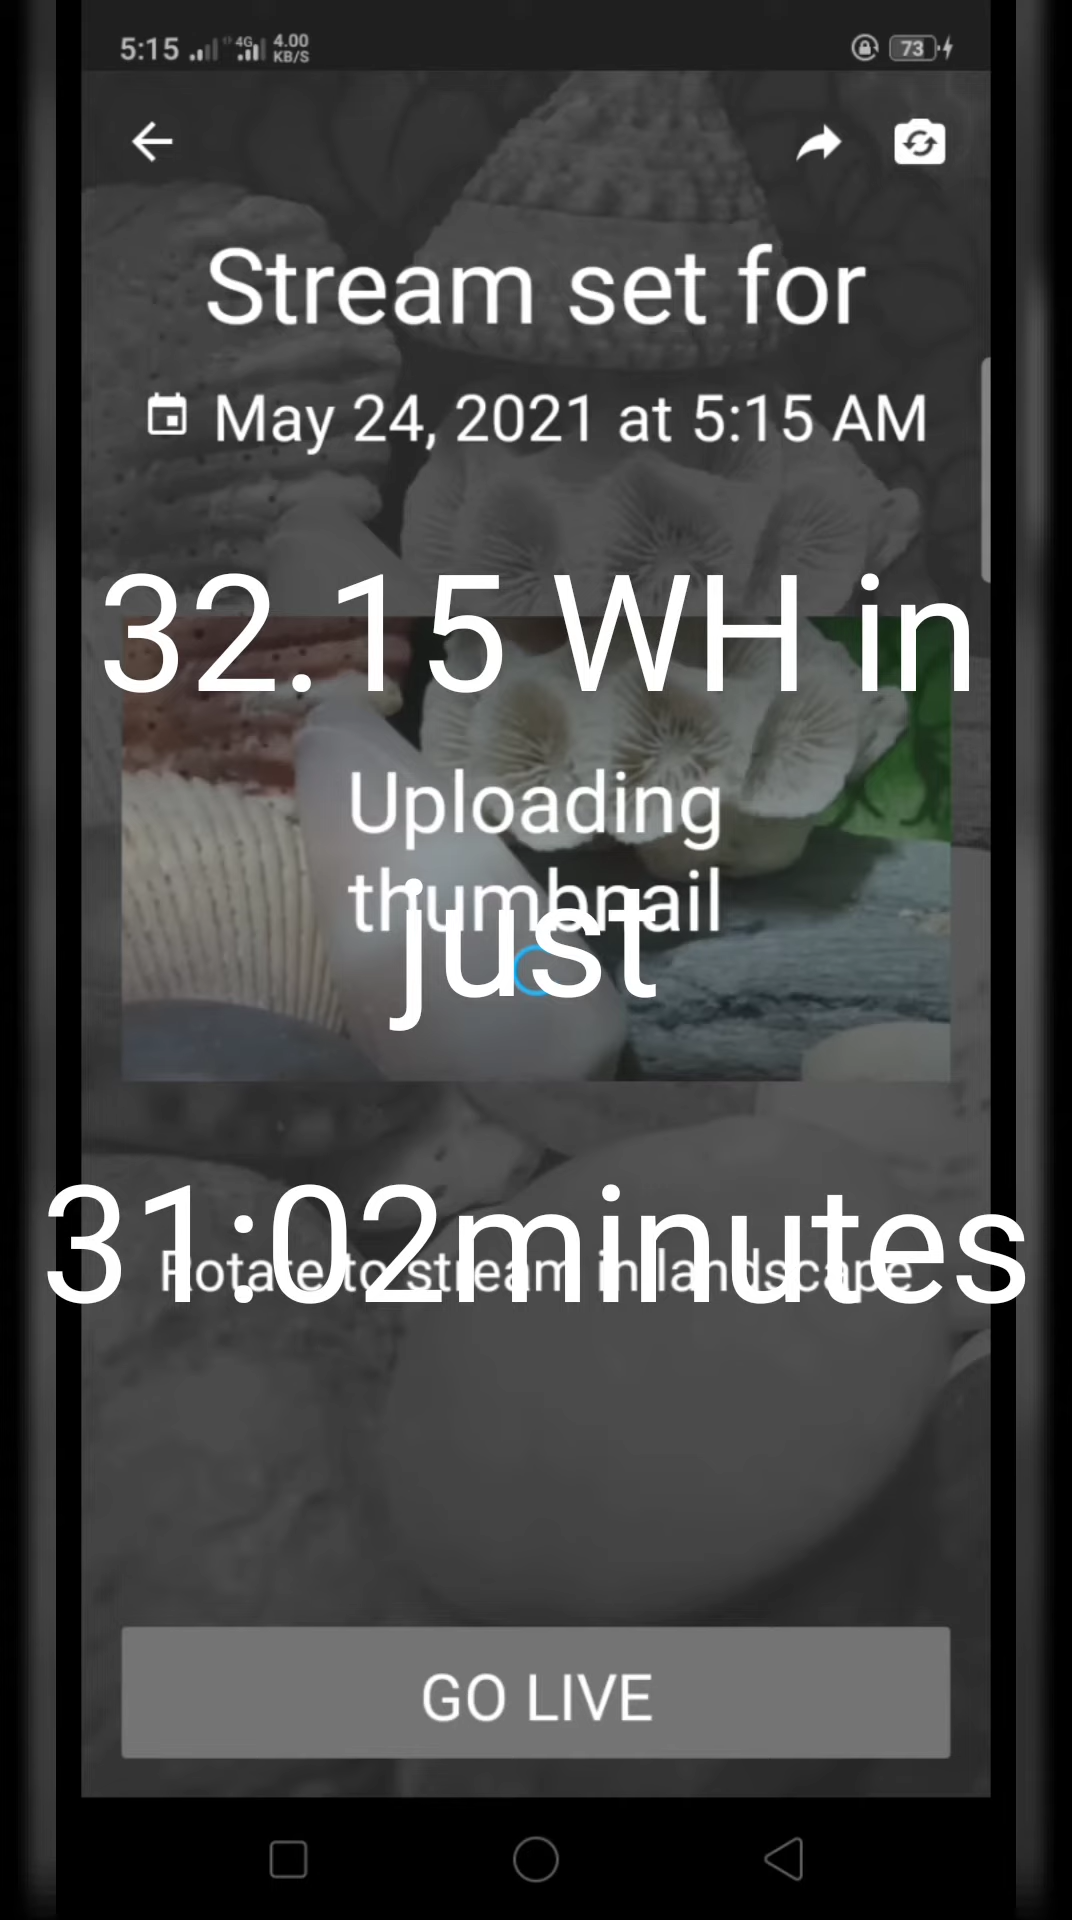 5:15 4G 4.00 KB/S 73
Stream set for
May 24, 2021 at 5:15 AM
32.15 WH in
Uploading
thumbnail
just
31:02minutes
Rotate to stream in landscape
GO LIVE